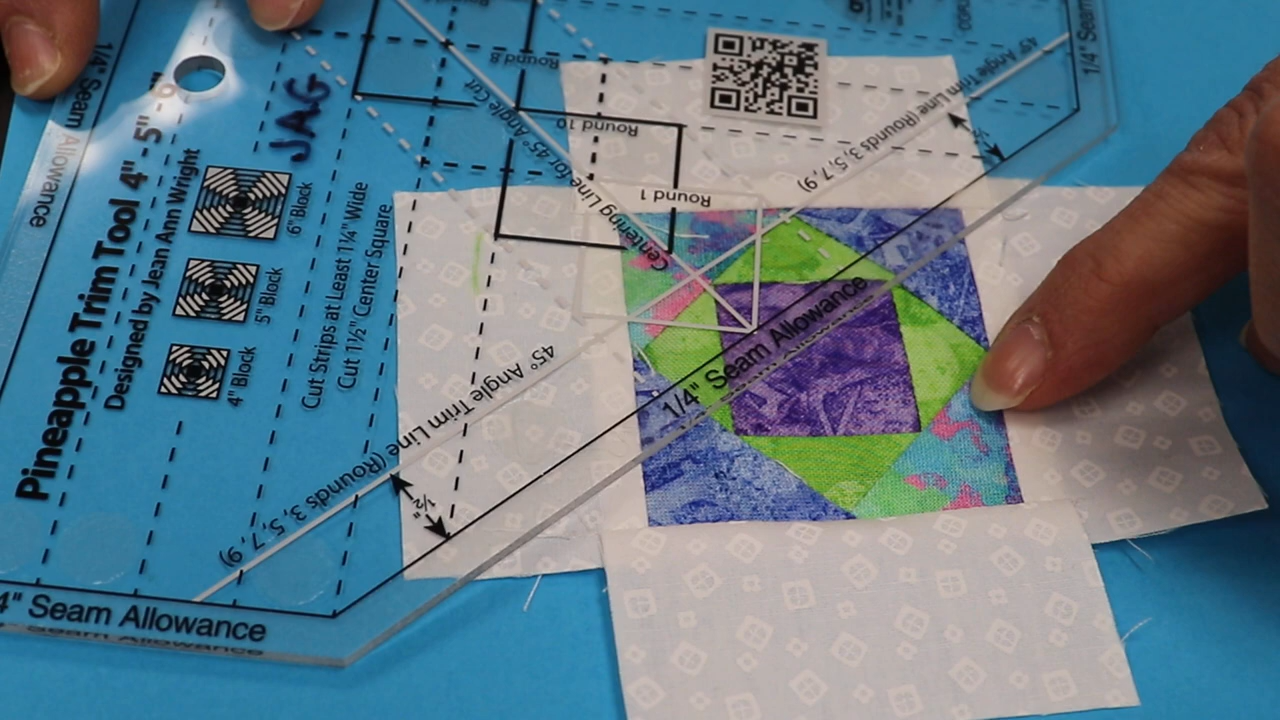 Pineapple Trim Tool 4" - 5" - 6"
Designed by Jean Ann Wright
JAG
6" Block
5" Block
4" Block
Cut Strips at Least 1¼" Wide
Cut 1½" Center Square
1/4" Seam Allowance
Round 8
Round 10
Round 1
Centering Line for 45° Angle Cut
45° Angle Trim Line (Rounds 3, 5, 7, 9)
½"
1/4" Seam Allowance
45° Angle Trim Line (Rounds 3, 5, 7, 9)
½"
1/4" Seam
4" Seam Allowance